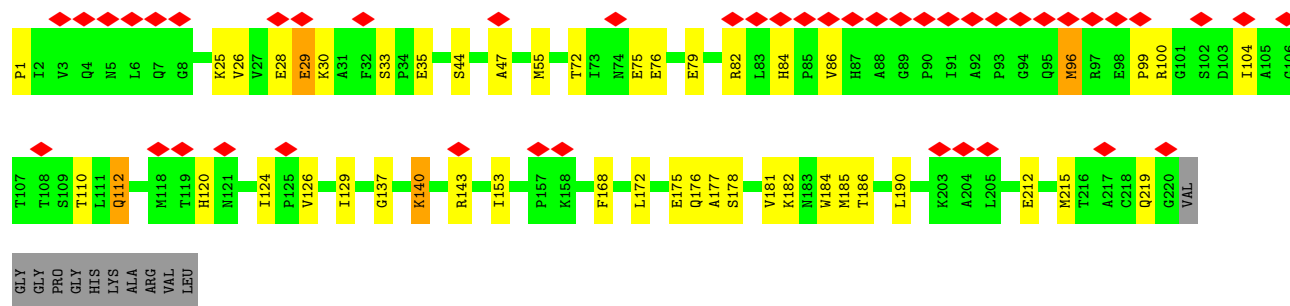 P1 I2 V3 Q4 N5 L6 Q7 G8 K25 V26 V27 E28 E29 K30 A31 F32 S33 P34 E35 S44 A47 M55 T72 I73 N74 E75 E76 E79 R82 L83 H84 P85 V86 H87 A88 G89 P90 I91 A92 P93 G94 Q95 M96 R97 E98 P99 R100 G101 S102 D103 I104 A105 G106
T107 T108 S109 T110 L111 Q112 M118 T119 H120 N121 I124 P125 V126 I129 G137 K140 R143 I153 P157 K158 F168 L172 E175 Q176 A177 S178 V181 K182 N183 W184 M185 T186 L190 K203 A204 L205 E212 M215 T216 A217 C218 Q219 G220 VAL
GLY GLY PRO GLY HIS LYS ALA ARG VAL LEU